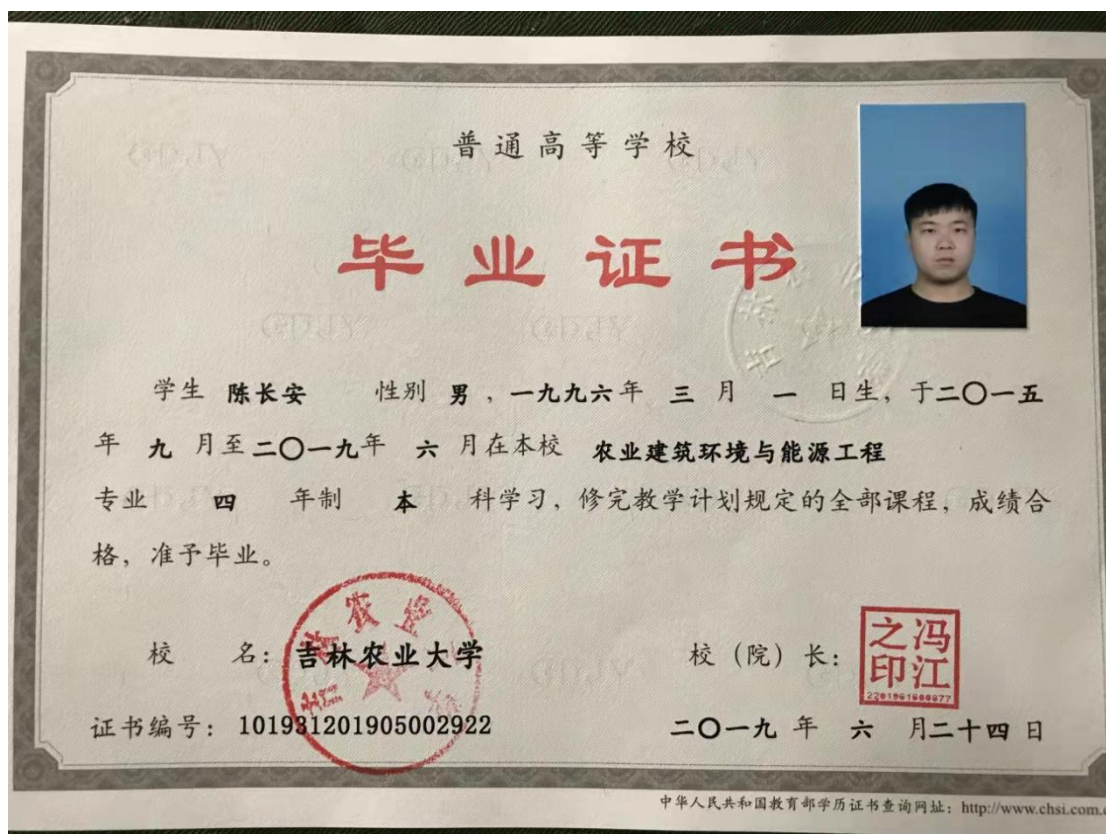 普通高等学校
毕业证书
学生 陈长安 性别 男，一九九六年 三 月 一 日生，于二〇一五
年 九 月至二〇一九年 六 月在本校 农业建筑环境与能源工程
专业 四 年制 本 科学习，修完教学计划规定的全部课程，成绩合
格，准予毕业。
校 名：吉林农业大学 校（院）长：
冯江之印
2201961600877
证书编号：101931201905002922 二〇一九 年 六 月二十四 日
中华人民共和国教育部学历证书查询网址：http://www.chsi.com.c